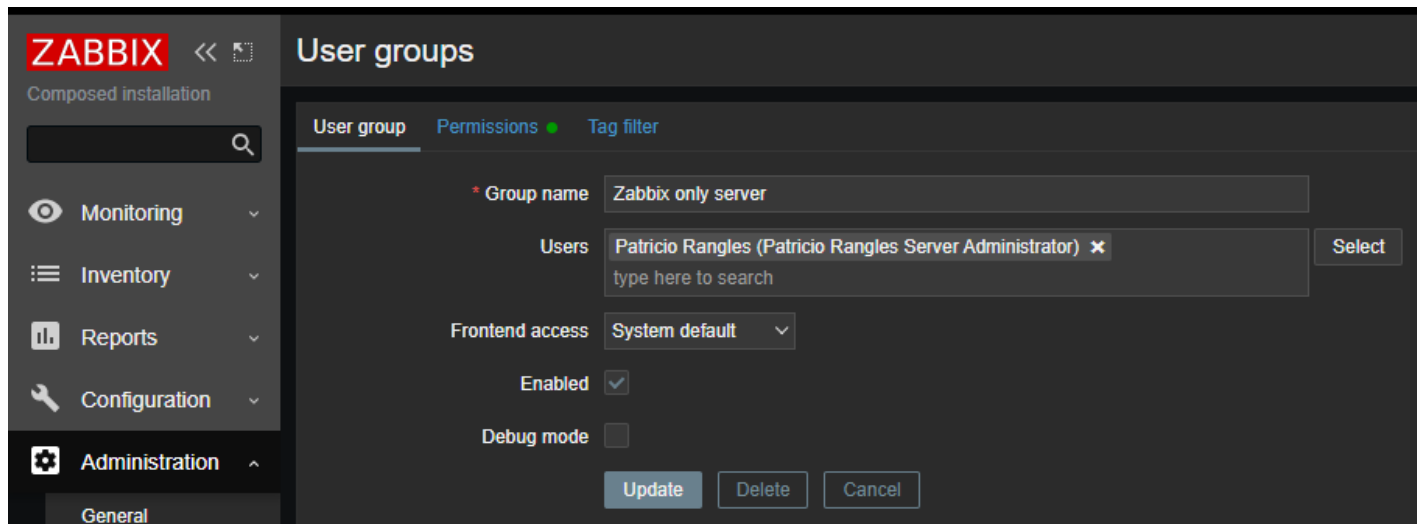 ZABBIX
Composed installation
Monitoring
Inventory
Reports
Configuration
Administration
General
User groups
User group Permissions Tag filter
* Group name Zabbix only server
Users Patricio Rangles (Patricio Rangles Server Administrator) Select
type here to search
Frontend access System default
Enabled
Debug mode
Update Delete Cancel